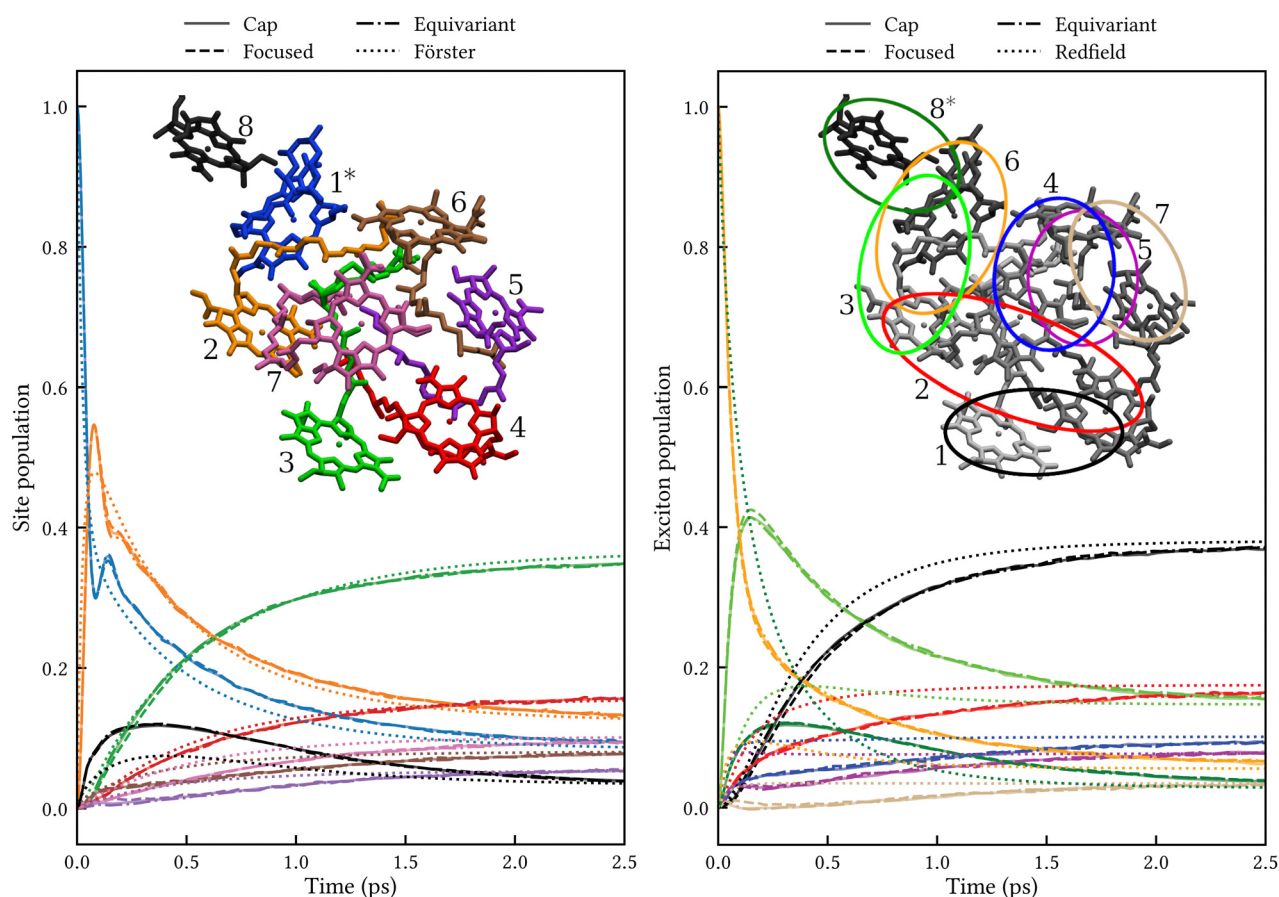 Cap Equivariant
Focused Förster
Site population
1.0
0.8
0.6
0.4
0.2
0.0
8
1*
6
5
2
7
4
3
0.0 0.5 1.0 1.5 2.0 2.5
Time (ps)
Cap Equivariant
Focused Redfield
Exciton population
1.0
0.8
0.6
0.4
0.2
0.0
8*
6
4
7
5
3
2
1
0.0 0.5 1.0 1.5 2.0 2.5
Time (ps)